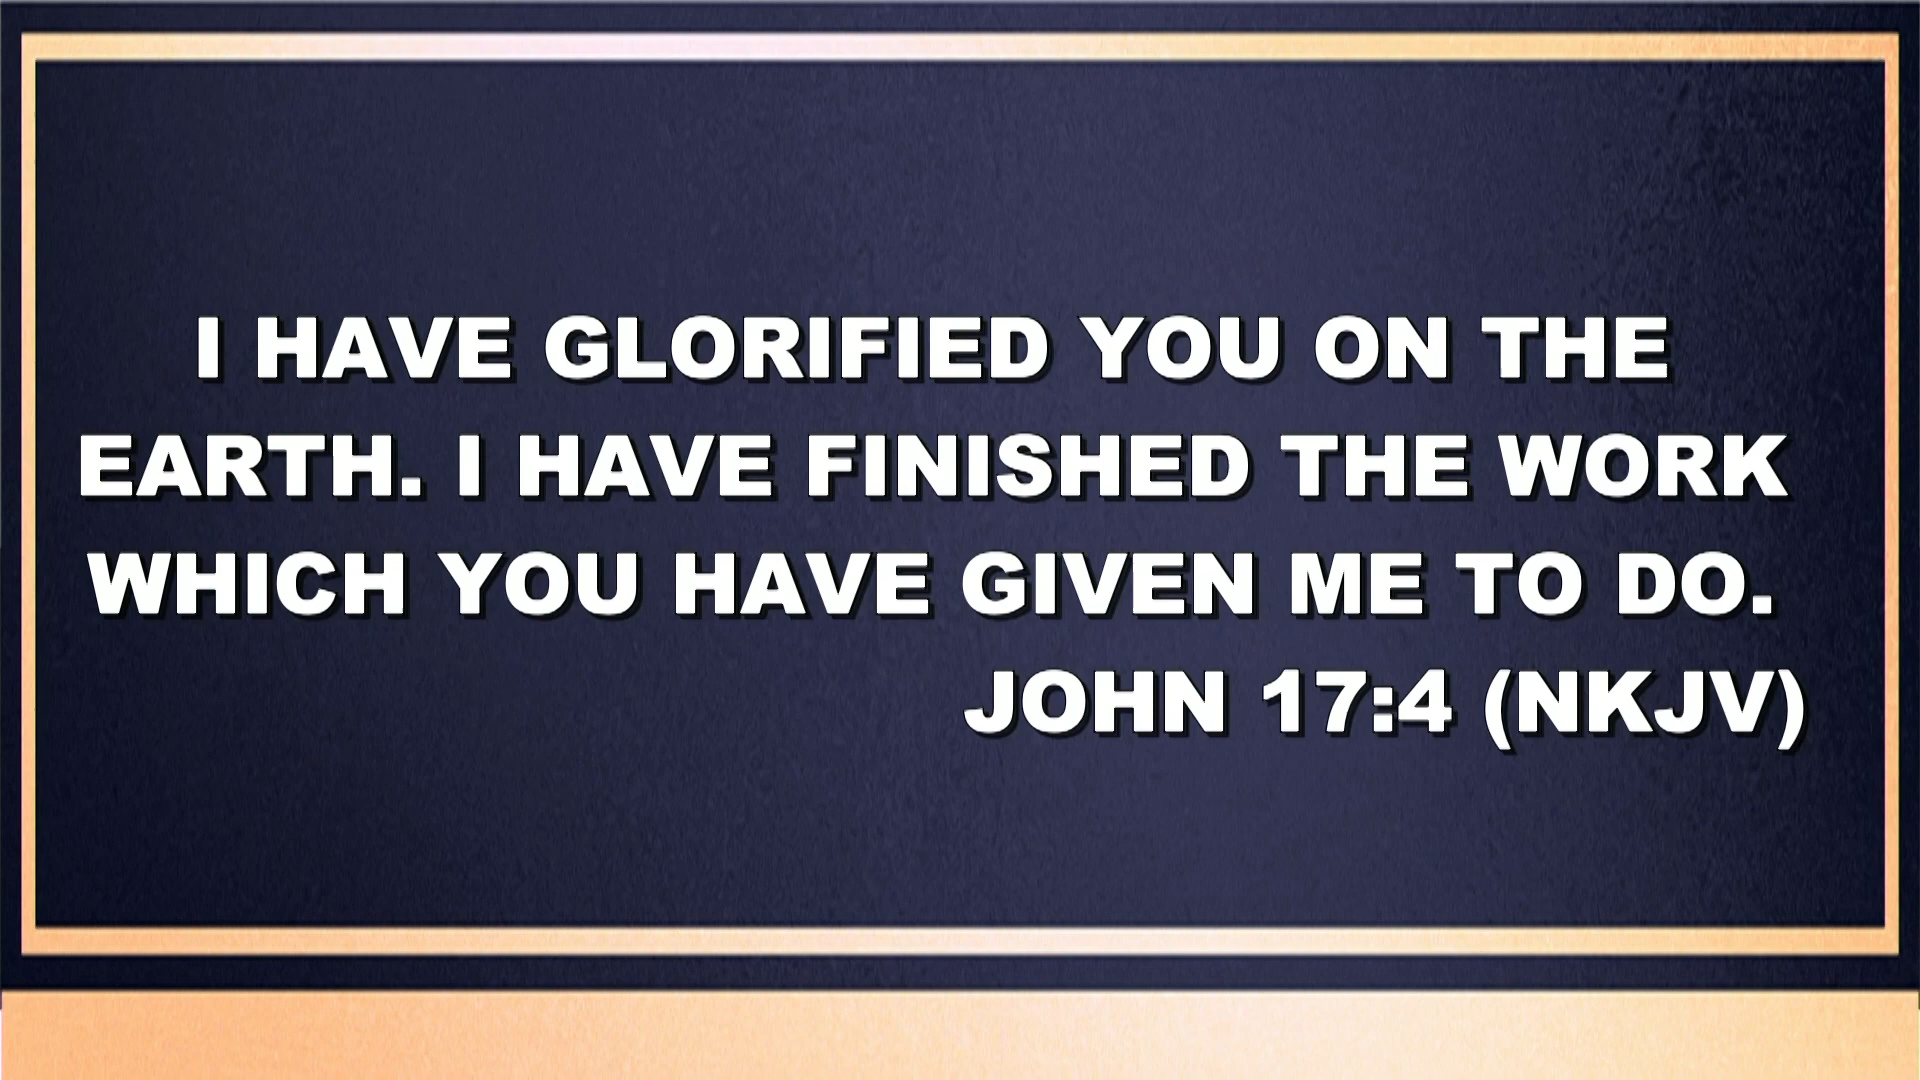 I HAVE GLORIFIED YOU ON THE
EARTH. I HAVE FINISHED THE WORK
WHICH YOU HAVE GIVEN ME TO DO.
JOHN 17:4 (NKJV)